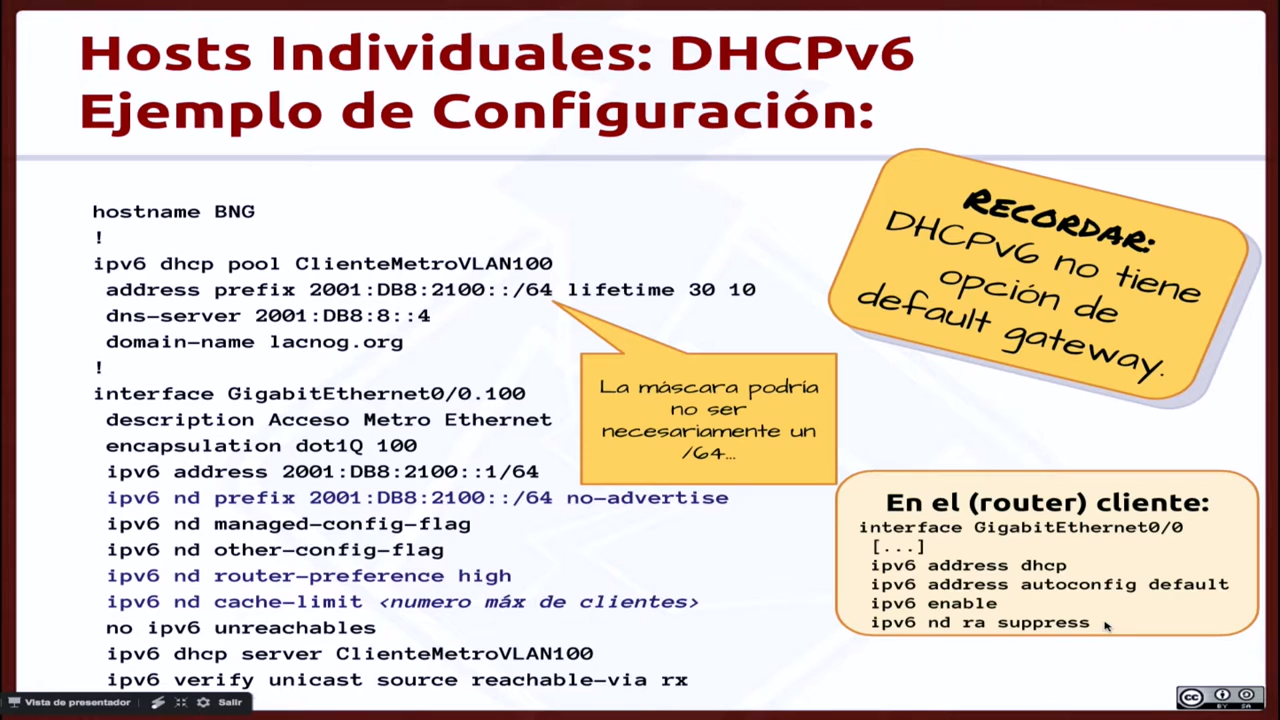 Hosts Individuales: DHCPv6
Ejemplo de Configuración:
hostname BNG
!
ipv6 dhcp pool ClienteMetroVLAN100
address prefix 2001:DB8:2100::/64 lifetime 30 10
dns-server 2001:DB8:8::4
domain-name lacnog.org
!
interface GigabitEthernet0/0.100
description Acceso Metro Ethernet
encapsulation dot1Q 100
ipv6 address 2001:DB8:2100::1/64
ipv6 nd prefix 2001:DB8:2100::/64 no-advertise
ipv6 nd managed-config-flag
ipv6 nd other-config-flag
ipv6 nd router-preference high
ipv6 nd cache-limit <numero máx de clientes>
no ipv6 unreachables
ipv6 dhcp server ClienteMetroVLAN100
ipv6 verify unicast source reachable-via rx
La máscara podría
no ser
necesariamente un
/64...
RECORDAR:
DHCPv6 no tiene
opción de
default gateway.
En el (router) cliente:
interface GigabitEthernet0/0
[...]
ipv6 address dhcp
ipv6 address autoconfig default
ipv6 enable
ipv6 nd ra suppress
Vista de presentador
Salir
cc BY SA